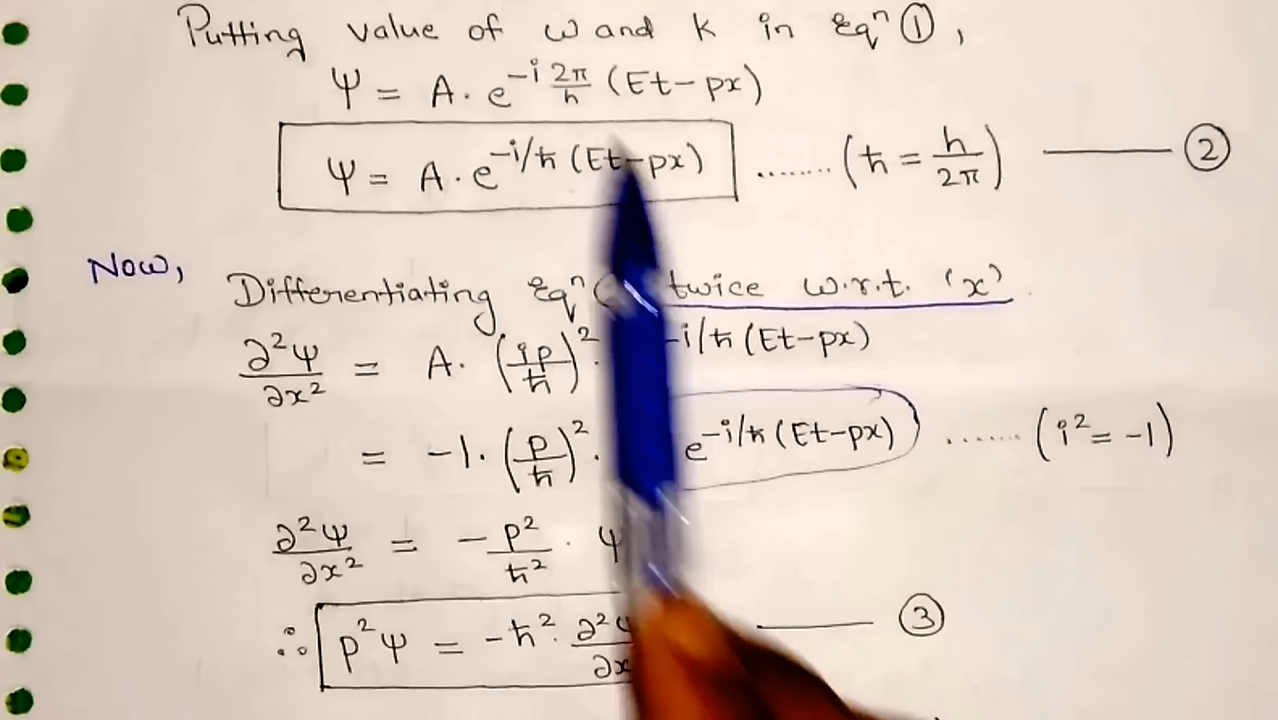 Putting value of ω and k in Eqⁿ ①,
Ψ = A · e^{-i 2π/h (Et-px)}
Ψ = A · e^{-i/ħ (Et-px)} ........ (ħ = h/2π) —— ②
Now,
Differentiating Eqⁿ twice w.r.t. 'x'
∂²Ψ/∂x² = A · (ip/ħ)² · -i/ħ (Et-px)
= -1 · (p/ħ)² · e^{-i/ħ (Et-px)} ...... (i² = -1)
∂²Ψ/∂x² = - p²/ħ² · Ψ
∴ p²Ψ = -ħ² · ∂²/∂x —— ③